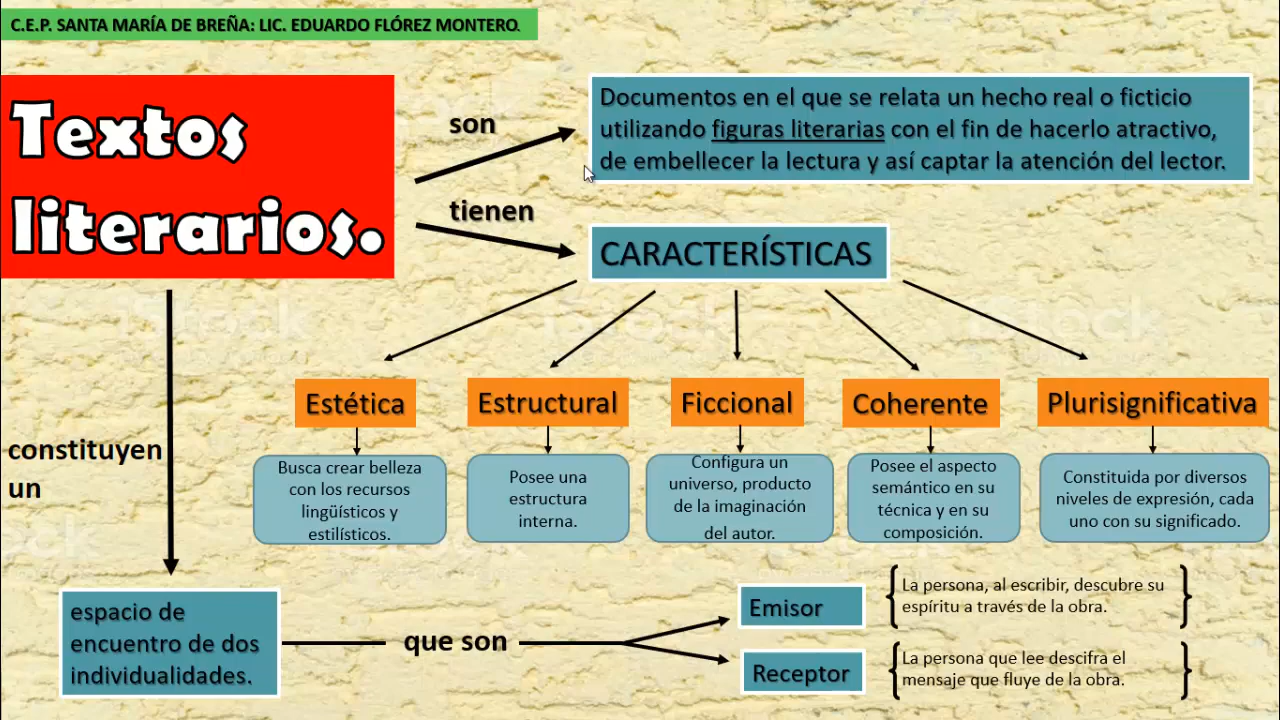 C.E.P. SANTA MARÍA DE BREÑA: LIC. EDUARDO FLÓREZ MONTERO.
Textos
literarios.
son
Documentos en el que se relata un hecho real o ficticio
utilizando figuras literarias con el fin de hacerlo atractivo,
de embellecer la lectura y así captar la atención del lector.
tienen
CARACTERÍSTICAS
Estética
Busca crear belleza
con los recursos
lingüísticos y
estilísticos.
Estructural
Posee una
estructura
interna.
Ficcional
Configura un
universo, producto
de la imaginación
del autor.
Coherente
Posee el aspecto
semántico en su
técnica y en su
composición.
Plurisignificativa
Constituida por diversos
niveles de expresión, cada
uno con su significado.
constituyen
un
espacio de
encuentro de dos
individualidades.
que son
Emisor
La persona, al escribir, descubre su
espíritu a través de la obra.
Receptor
La persona que lee descifra el
mensaje que fluye de la obra.
iStock
iStock
iStock